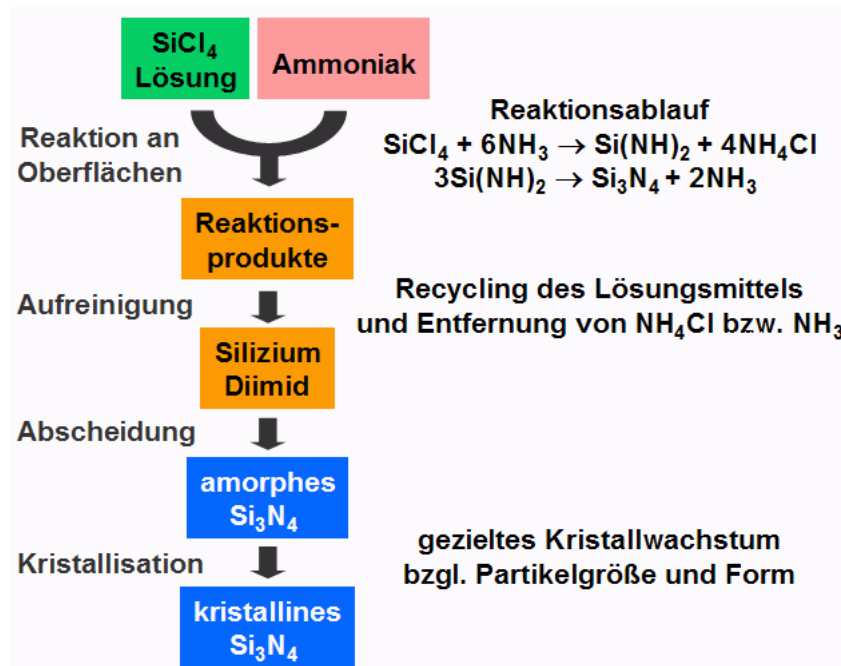 SiCl₄
Lösung
Ammoniak
Reaktion an
Oberflächen
Reaktionsablauf
SiCl₄ + 6NH₃ → Si(NH)₂ + 4NH₄Cl
3Si(NH)₂ → Si₃N₄ + 2NH₃
Reaktions-
produkte
Aufreinigung
Recycling des Lösungsmittels
und Entfernung von NH₄Cl bzw. NH₃
Silizium
Diimid
Abscheidung
amorphes
Si₃N₄
Kristallisation
gezieltes Kristallwachstum
bzgl. Partikelgröße und Form
kristallines
Si₃N₄